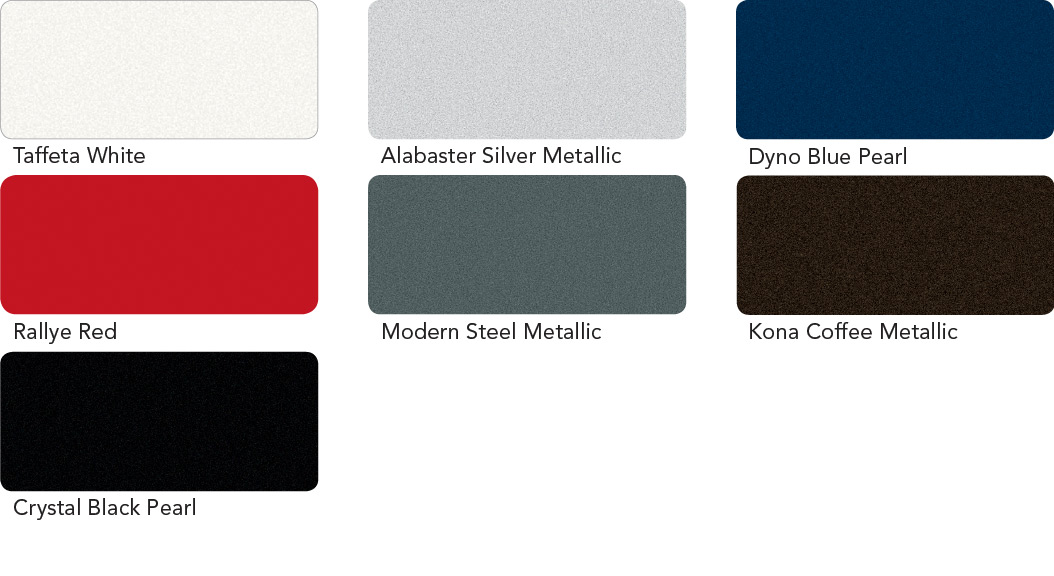 Taffeta White
Alabaster Silver Metallic
Dyno Blue Pearl
Rallye Red
Modern Steel Metallic
Kona Coffee Metallic
Crystal Black Pearl